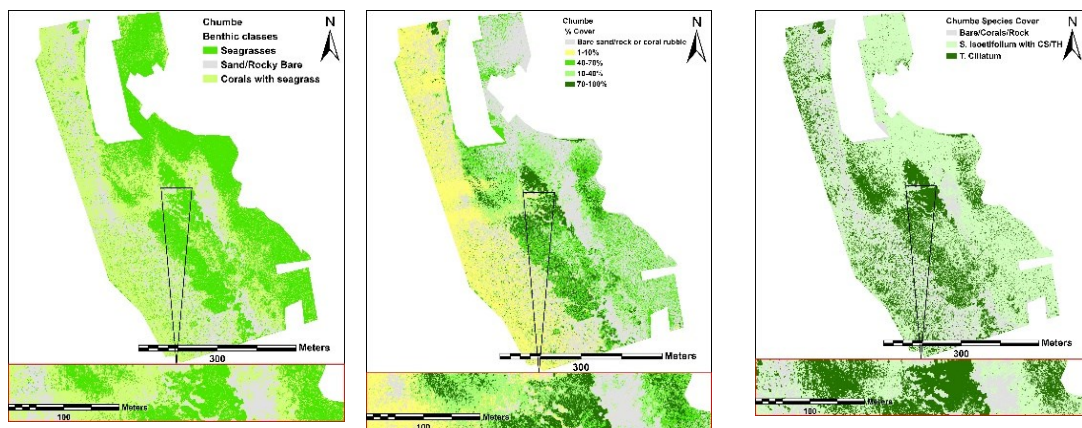 Chumbe
Benthic classes
Seagrasses
Sand/Rocky Bare
Corals with seagrass
N
Meters
300
Meters
100
Chumbe
% Cover
Bare sand/rock or coral rubble
1-10%
40-70%
10-40%
70-100%
N
Meters
300
Meters
100
Chumbe Species Cover
Bare/Corals/Rock
S. Isoetifolium with CS/TH
T. Ciliatum
N
Meters
300
Meters
100